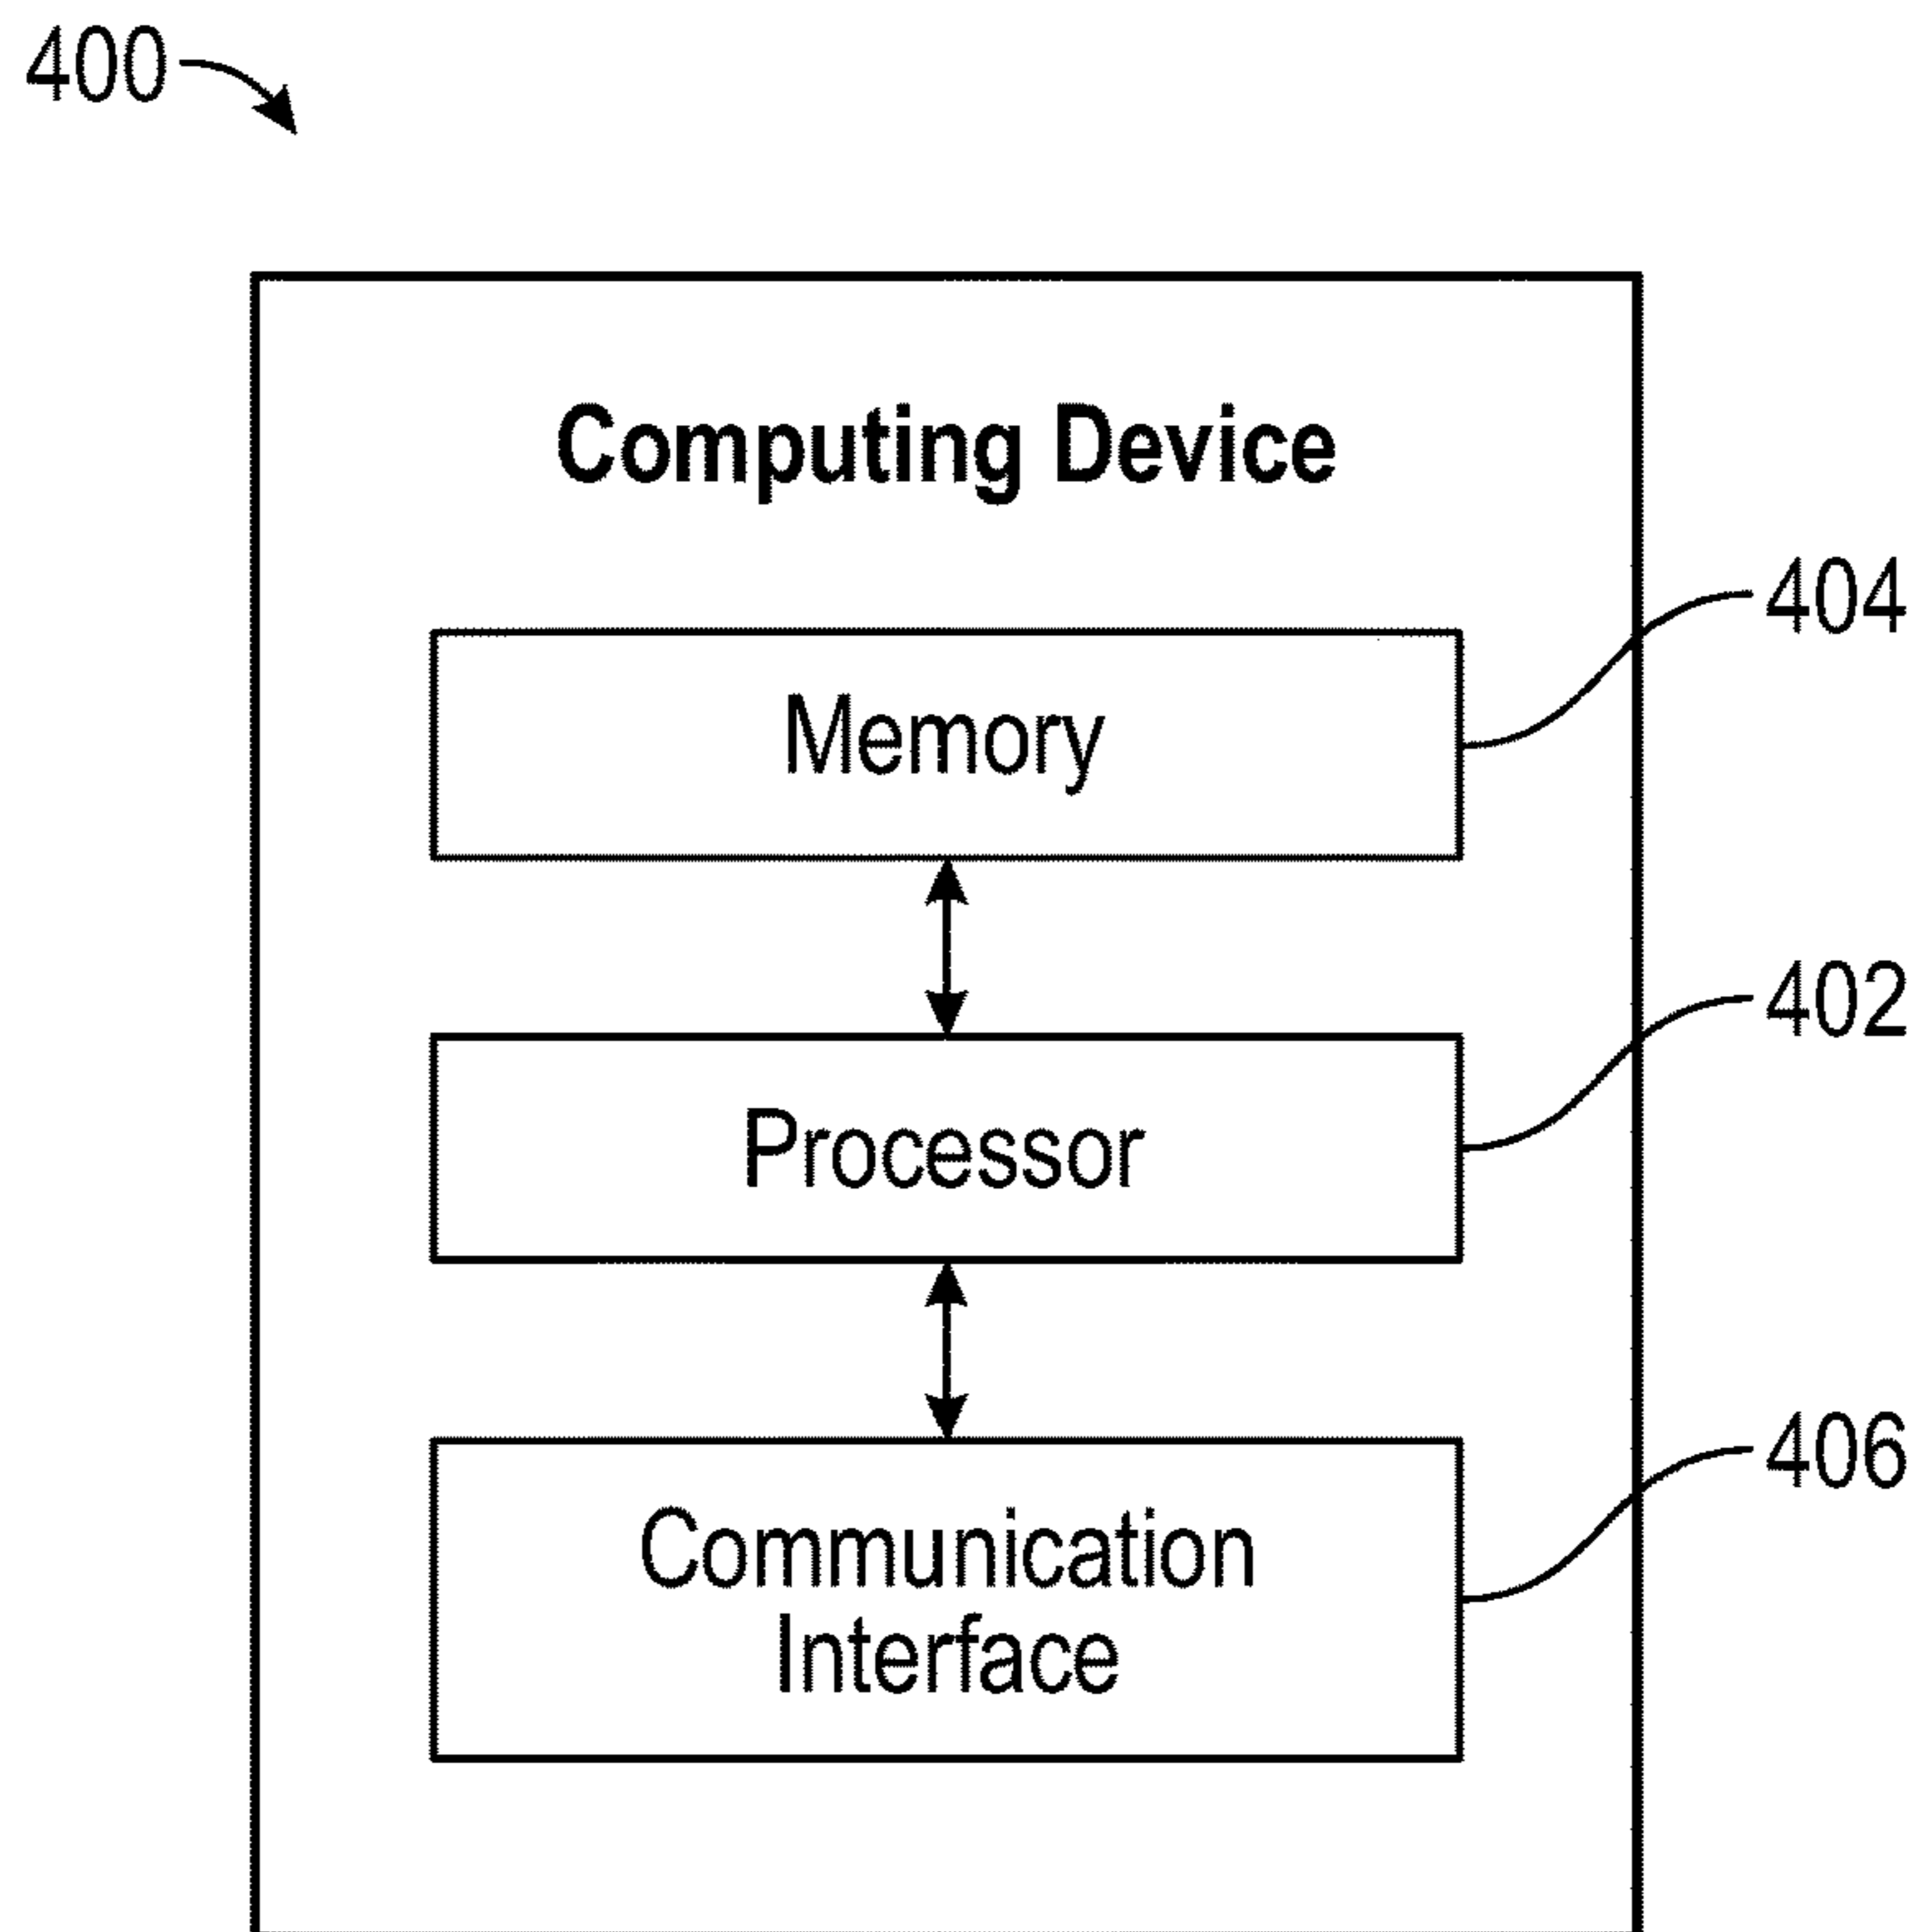 400
Computing Device
404
Memory
402
Processor
406
Communication
Interface